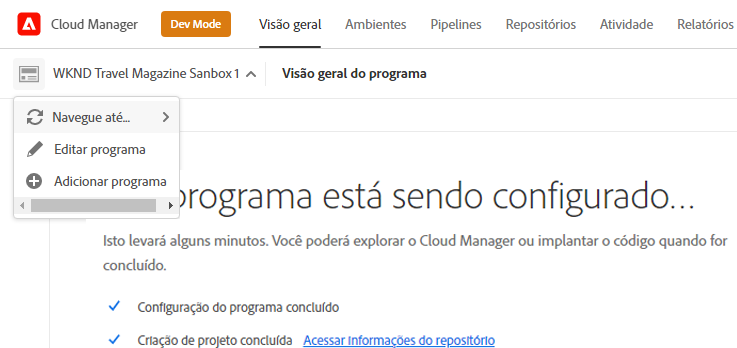 Cloud Manager
Dev Mode
Visão geral
Ambientes
Pipelines
Repositórios
Atividade
Relatórios
WKND Travel Magazine Sanbox 1
Visão geral do programa
Navegue até...
Editar programa
Adicionar programa
programa está sendo configurado...
Isto levará alguns minutos. Você poderá explorar o Cloud Manager ou implantar o código quando for
concluído.
Configuração do programa concluído
Criação de projeto concluída Acessar informações do repositório